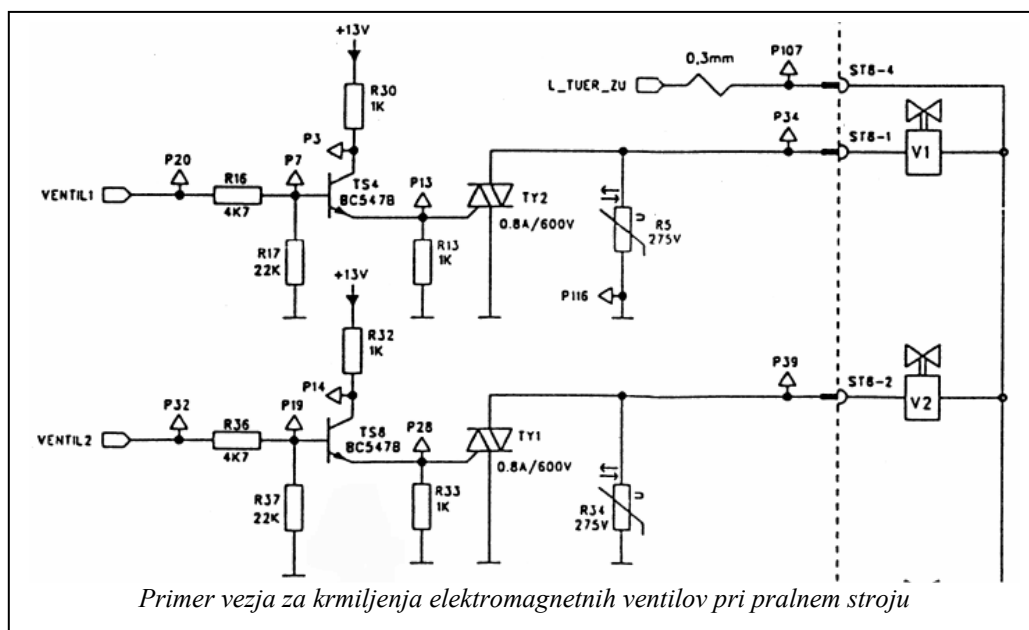 +13V
R30
1K
P3
P20
P7
VENTIL1
R16
4K7
TS4
BC547B
P13
R17
22K
R13
1K
TY2
0.8A/600V
L_TUER_ZU
0,3mm
P107
ST8-4
P34
ST8-1
V1
U
R5
275V
P116
+13V
R32
1K
P14
P32
P19
VENTIL2
R36
4K7
TS8
BC547B
P28
R37
22K
R33
1K
TY1
0.8A/600V
P39
ST8-2
V2
U
R34
275V
Primer vezja za krmiljenja elektromagnetnih ventilov pri pralnem stroju